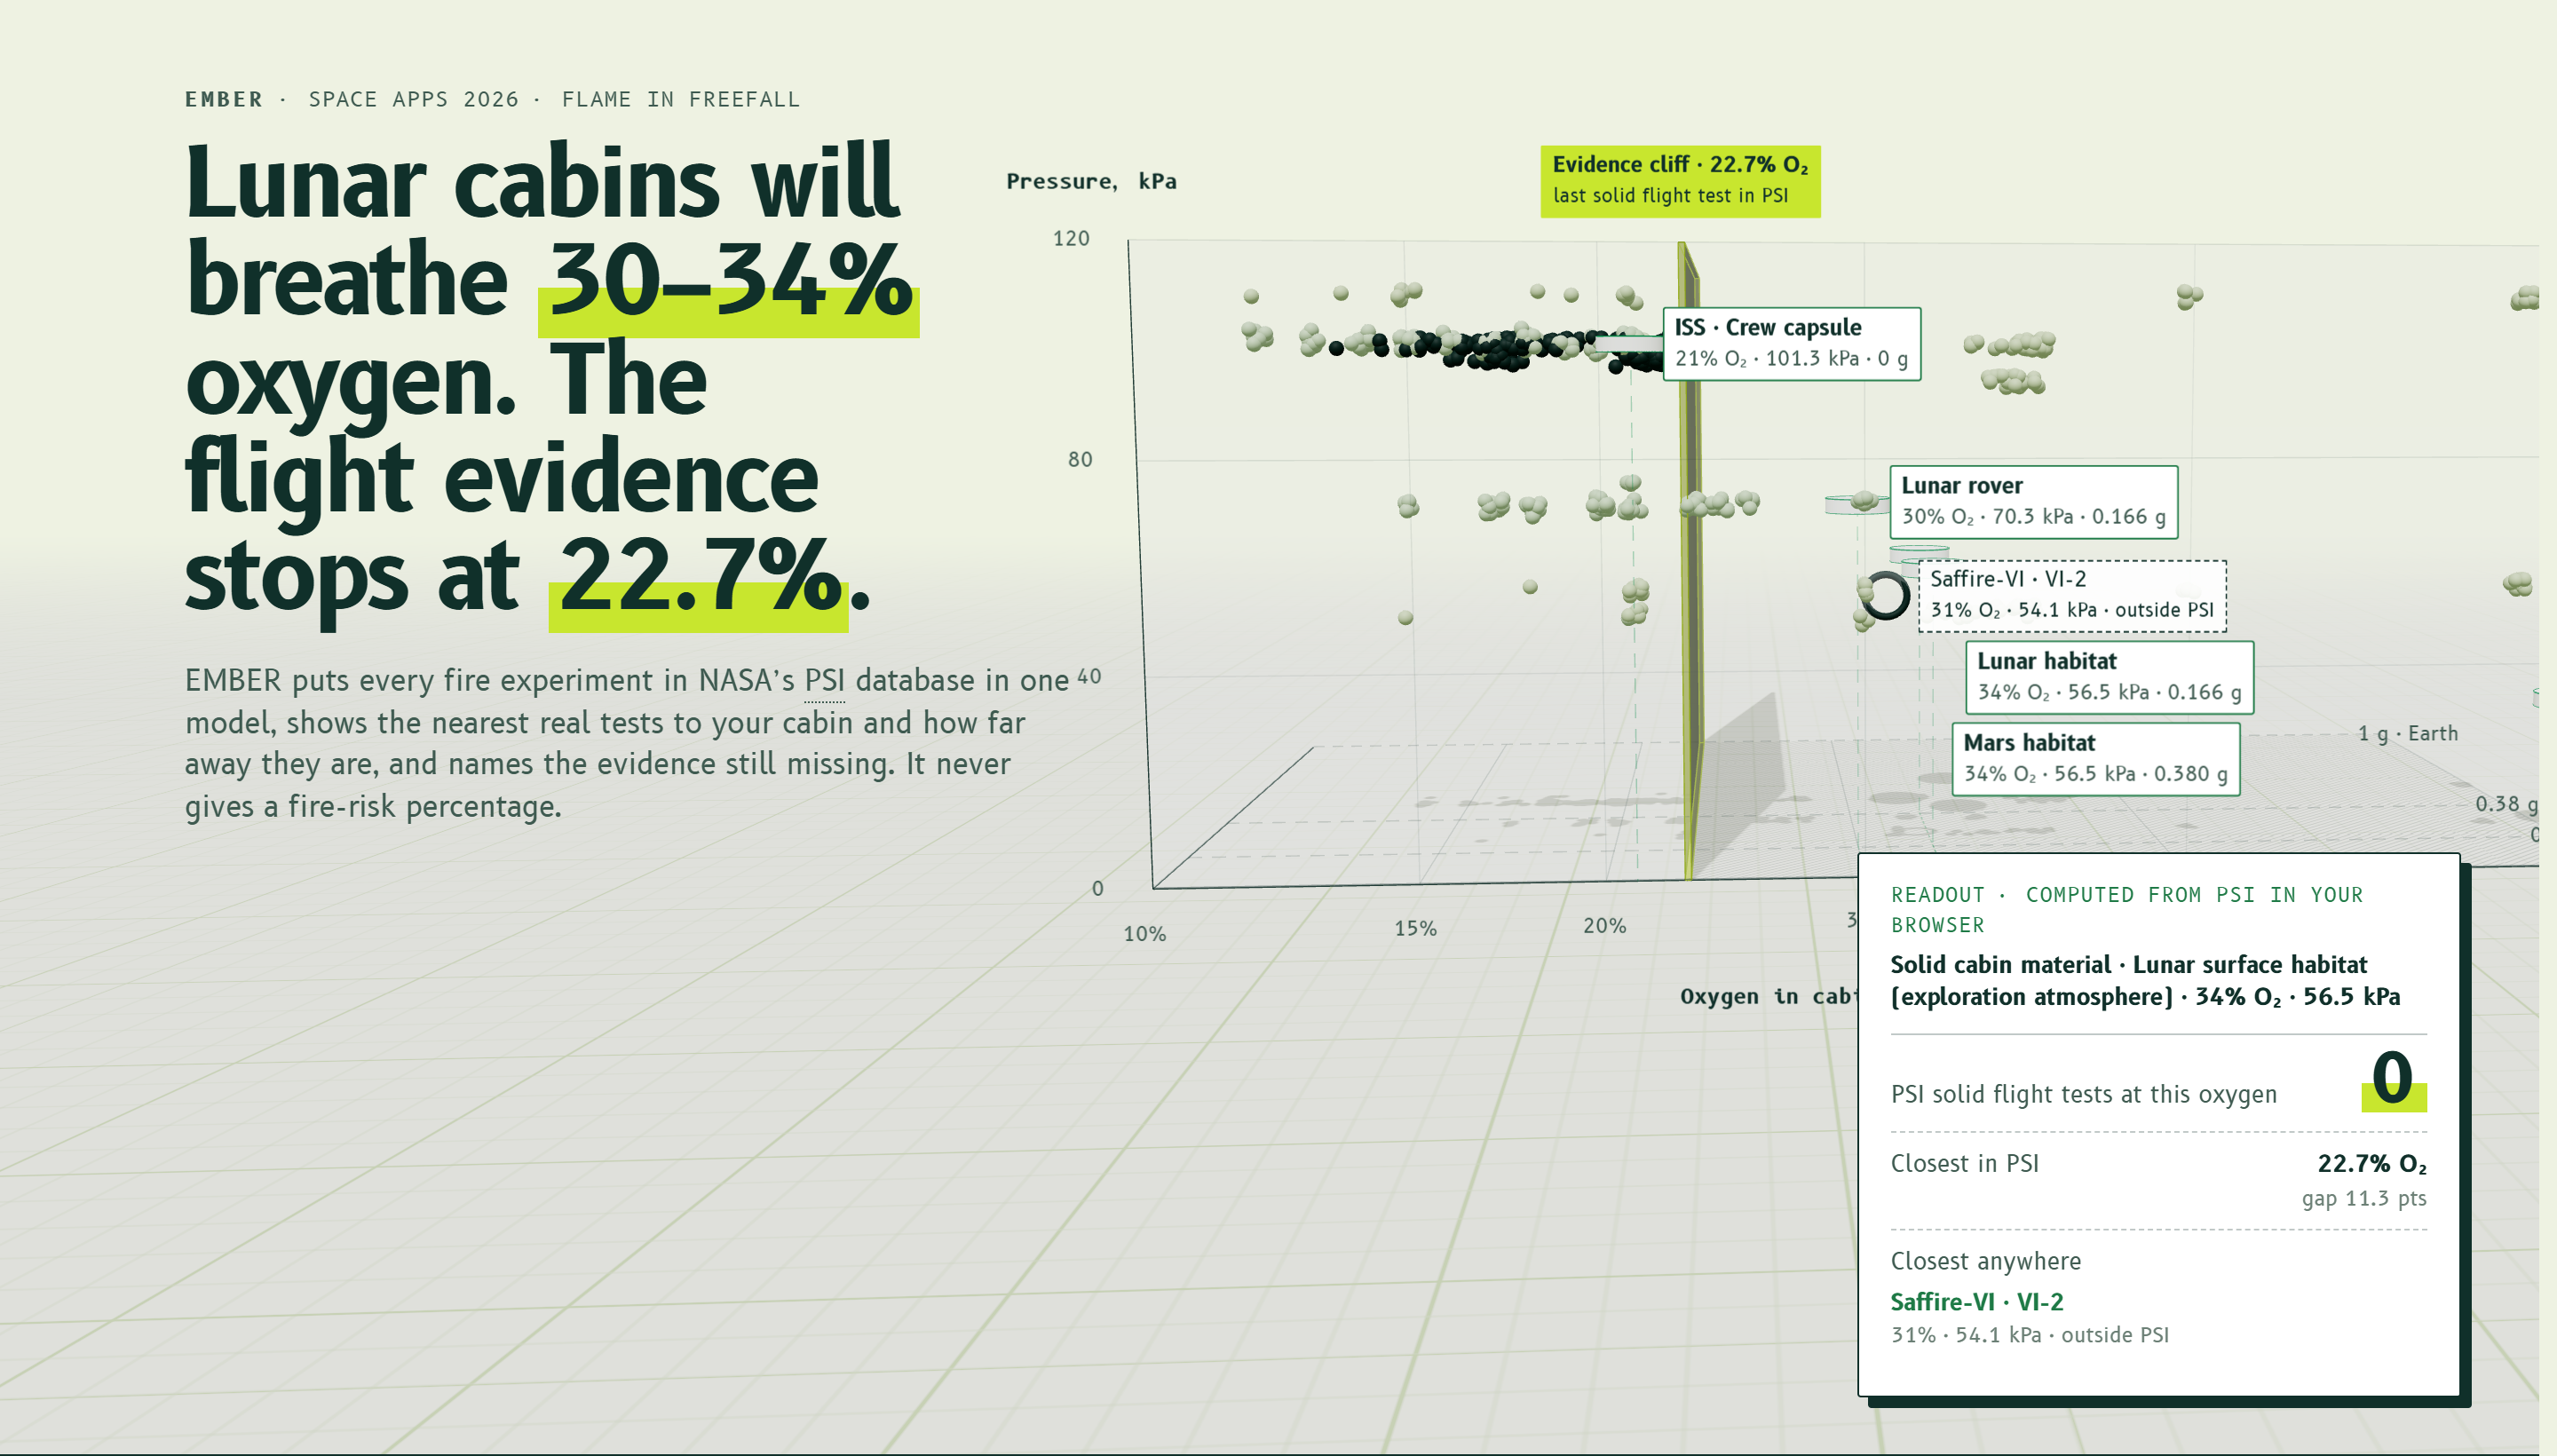 EMBER · SPACE APPS 2026 · FLAME IN FREEFALL
Lunar cabins will
breathe 30–34%
oxygen. The
flight evidence
stops at 22.7%.
EMBER puts every fire experiment in NASA’s PSI database in one
model, shows the nearest real tests to your cabin and how far
away they are, and names the evidence still missing. It never
gives a fire-risk percentage.
Pressure, kPa
120
80
40
0
10%
15%
20%
Evidence cliff · 22.7% O₂
last solid flight test in PSI
ISS · Crew capsule
21% O₂ · 101.3 kPa · 0 g
Lunar rover
30% O₂ · 70.3 kPa · 0.166 g
Saffire-VI · VI-2
31% O₂ · 54.1 kPa · outside PSI
Lunar habitat
34% O₂ · 56.5 kPa · 0.166 g
Mars habitat
34% O₂ · 56.5 kPa · 0.380 g
1 g · Earth
0.38 g
Oxygen in
READOUT · COMPUTED FROM PSI IN YOUR
BROWSER
Solid cabin material · Lunar surface habitat
(exploration atmosphere) · 34% O₂ · 56.5 kPa
PSI solid flight tests at this oxygen
0
Closest in PSI
22.7% O₂
gap 11.3 pts
Closest anywhere
Saffire-VI · VI-2
31% · 54.1 kPa · outside PSI